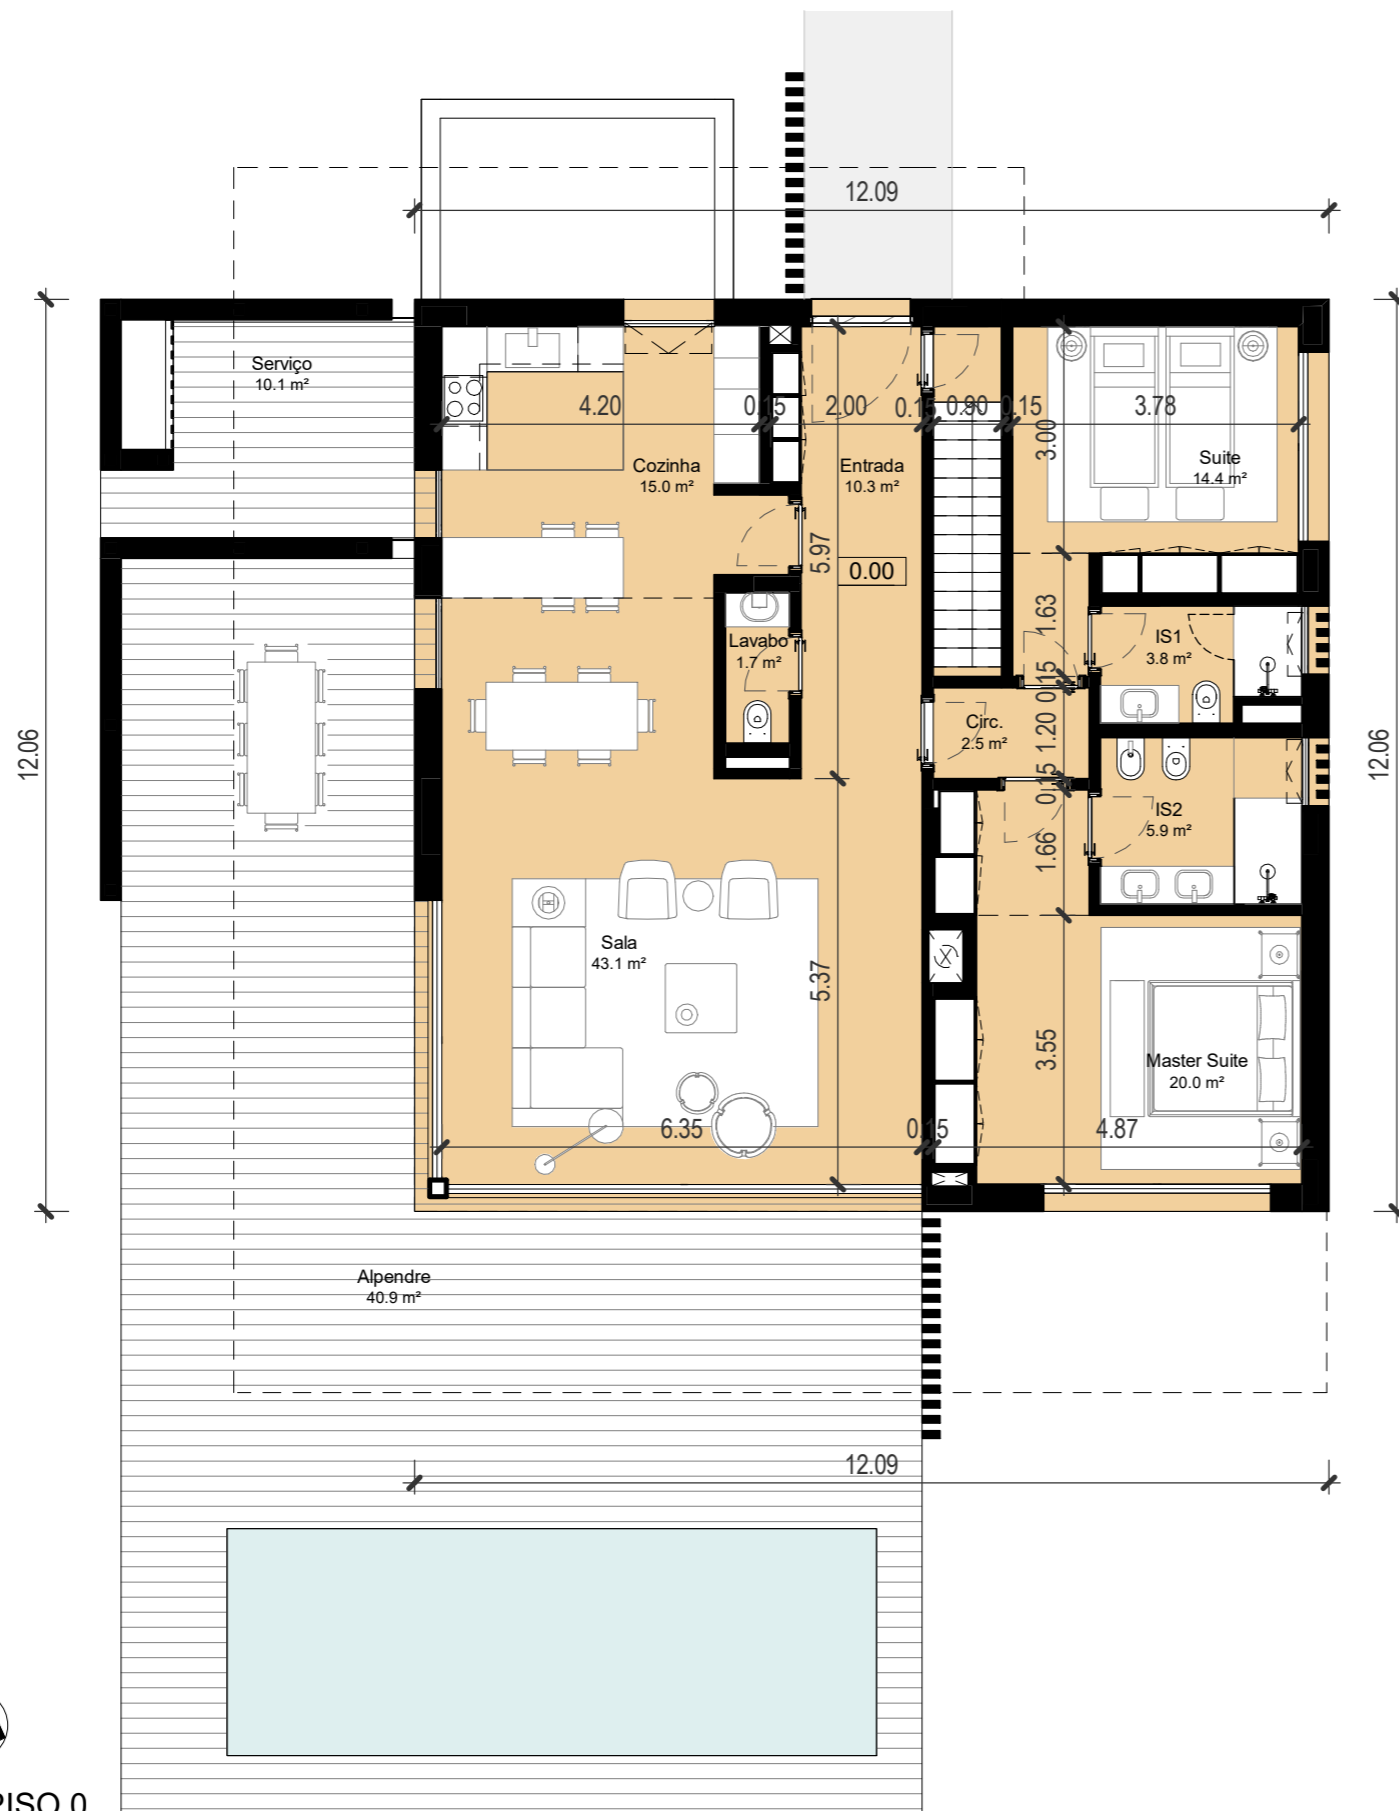 12.09
Serviço
10.1 m²
4.20
0.15
2.00
0.15
0.90
0.15
3.78
3.00
Cozinha
15.0 m²
Entrada
10.3 m²
Suite
14.4 m²
5.97
0.00
1.63
Lavabo
1.7 m²
IS1
3.8 m²
0.15
Circ.
2.5 m²
1.20
12.06
12.06
0.15
IS2
5.9 m²
1.66
Sala
43.1 m²
5.37
3.55
Master Suite
20.0 m²
6.35
0.15
4.87
Alpendre
40.9 m²
12.09
PISO 0